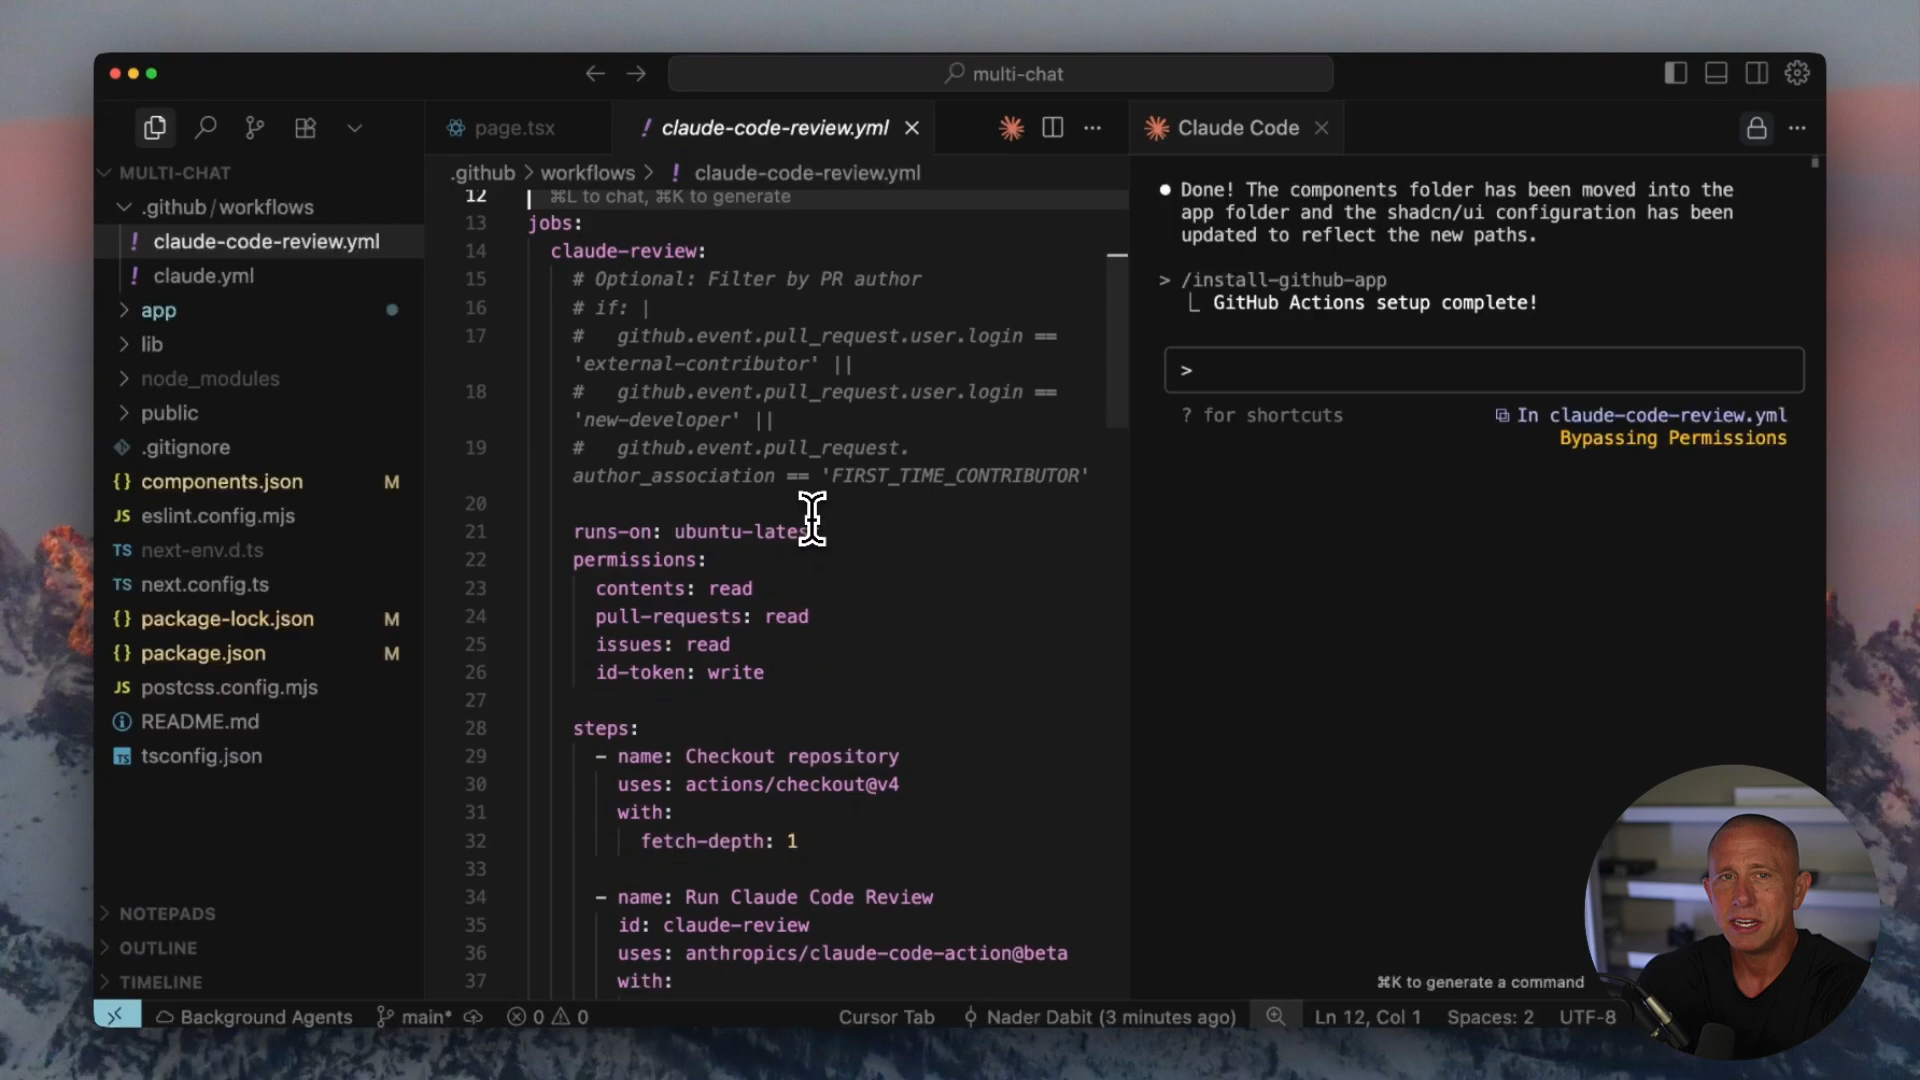 multi-chat
page.tsx
! claude-code-review.yml
Claude Code
MULTI-CHAT
.github/workflows
! claude-code-review.yml
! claude.yml
app
lib
node_modules
public
.gitignore
{} components.json M
JS eslint.config.mjs
TS next-env.d.ts
TS next.config.ts
{} package-lock.json M
{} package.json M
JS postcss.config.mjs
README.md
TS tsconfig.json
NOTEPADS
OUTLINE
TIMELINE
.github > workflows > ! claude-code-review.yml
12 ⌘L to chat, ⌘K to generate
13 jobs:
14 claude-review:
15 # Optional: Filter by PR author
16 # if: |
17 #   github.event.pull_request.user.login ==
'external-contributor' ||
18 #   github.event.pull_request.user.login ==
'new-developer' ||
19 #   github.event.pull_request.
author_association == 'FIRST_TIME_CONTRIBUTOR'
20
21 runs-on: ubuntu-lates
22 permissions:
23 contents: read
24 pull-requests: read
25 issues: read
26 id-token: write
27
28 steps:
29 - name: Checkout repository
30 uses: actions/checkout@v4
31 with:
32 fetch-depth: 1
33
34 - name: Run Claude Code Review
35 id: claude-review
36 uses: anthropics/claude-code-action@beta
37 with:
Done! The components folder has been moved into the
app folder and the shadcn/ui configuration has been
updated to reflect the new paths.
> /install-github-app
GitHub Actions setup complete!
>
? for shortcuts
In claude-code-review.yml
Bypassing Permissions
⌘K to generate a command
Background Agents
main*
0
0
Cursor Tab
Nader Dabit (3 minutes ago)
Ln 12, Col 1
Spaces: 2
UTF-8